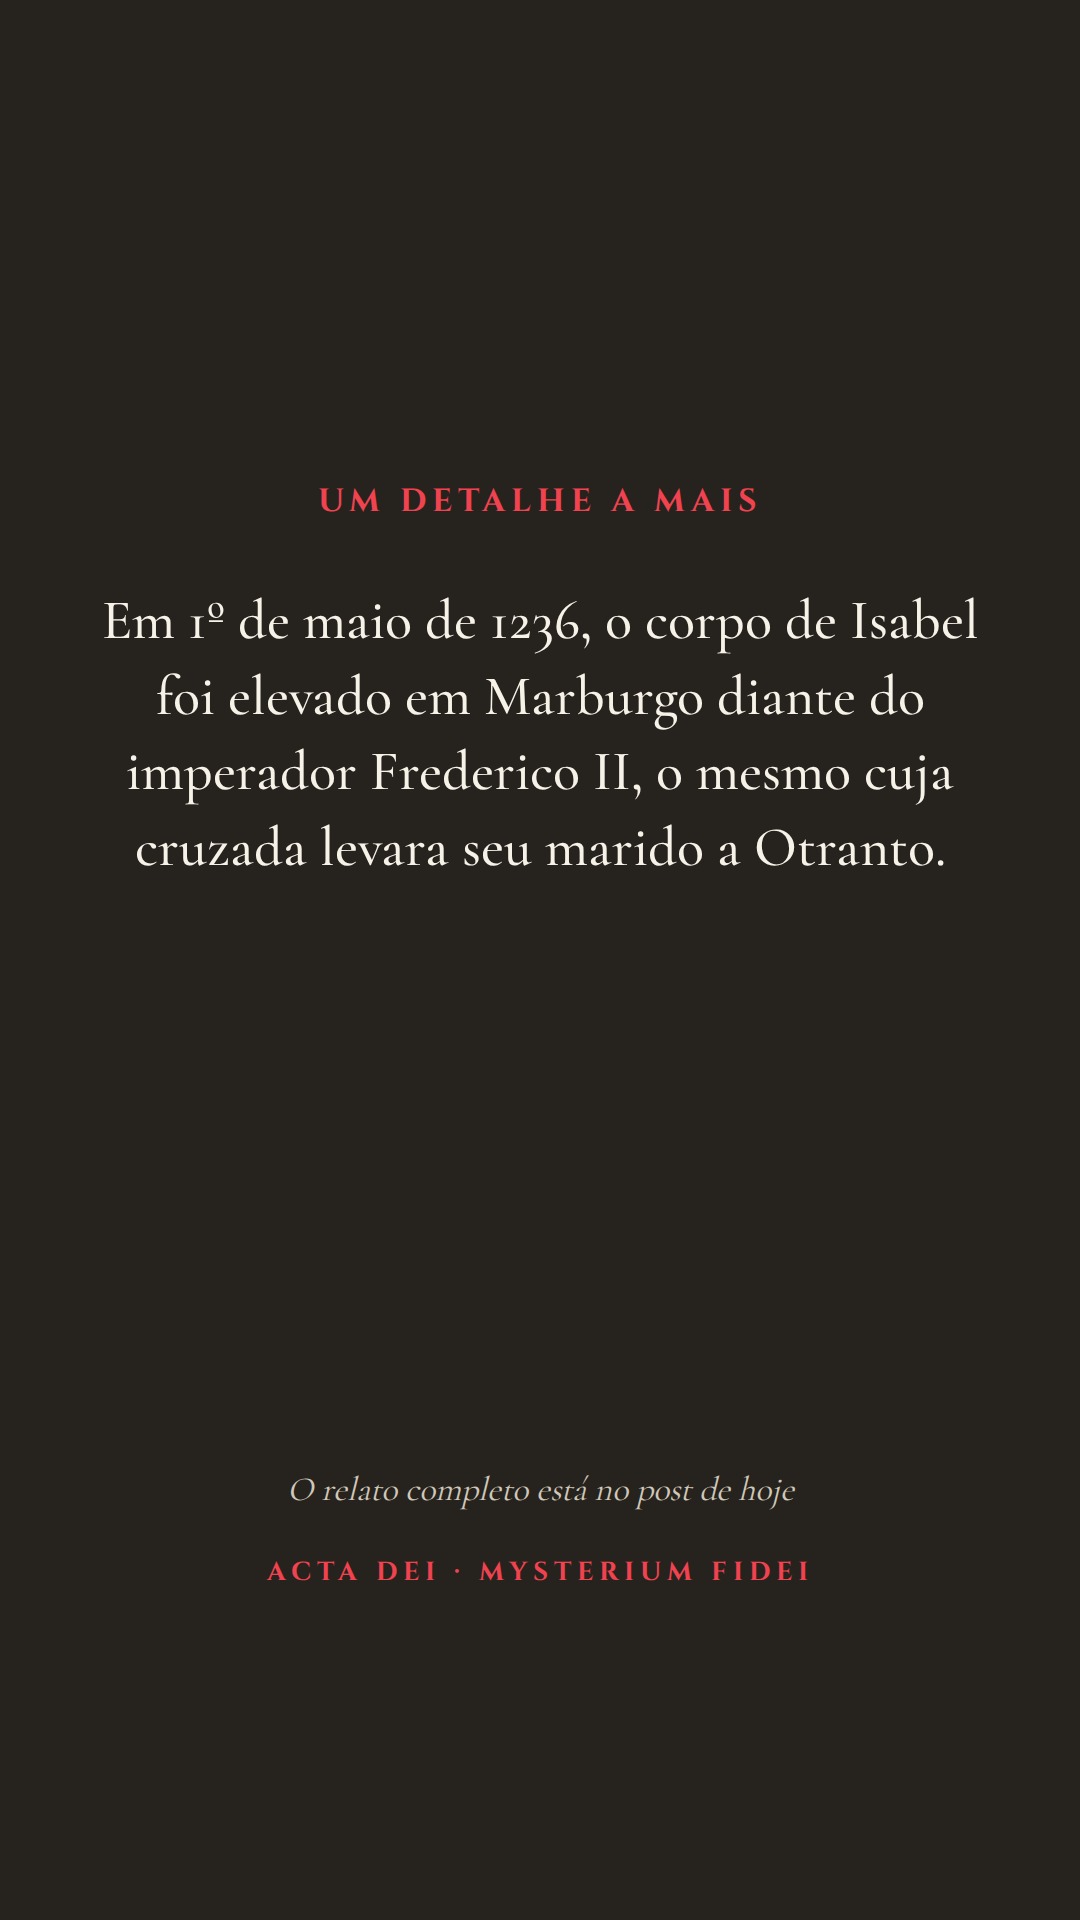 UM DETALHE A MAIS
Em 1º de maio de 1236, o corpo de Isabel
foi elevado em Marburgo diante do
imperador Frederico II, o mesmo cuja
cruzada levara seu marido a Otranto.
O relato completo está no post de hoje
ACTA DEI · MYSTERIUM FIDEI